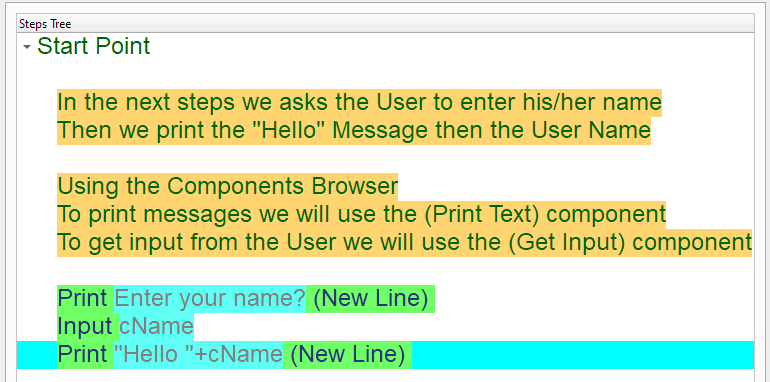 Steps Tree
Start Point
In the next steps we asks the User to enter his/her name
Then we print the "Hello" Message then the User Name
Using the Components Browser
To print messages we will use the (Print Text) component
To get input from the User we will use the (Get Input) component
Print Enter your name? (New Line)
Input cName
Print "Hello "+cName (New Line)